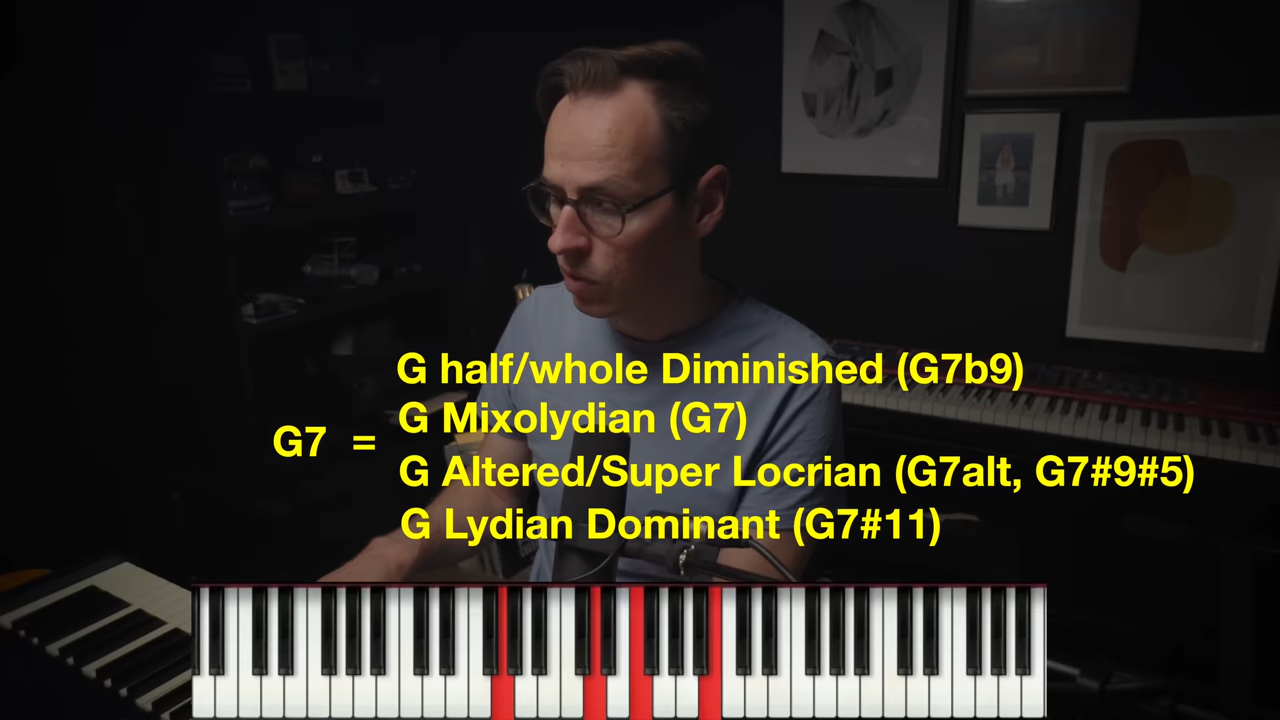 G half/whole Diminished (G7b9)
G Mixolydian (G7)
G7 =
G Altered/Super Locrian (G7alt, G7#9#5)
G Lydian Dominant (G7#11)